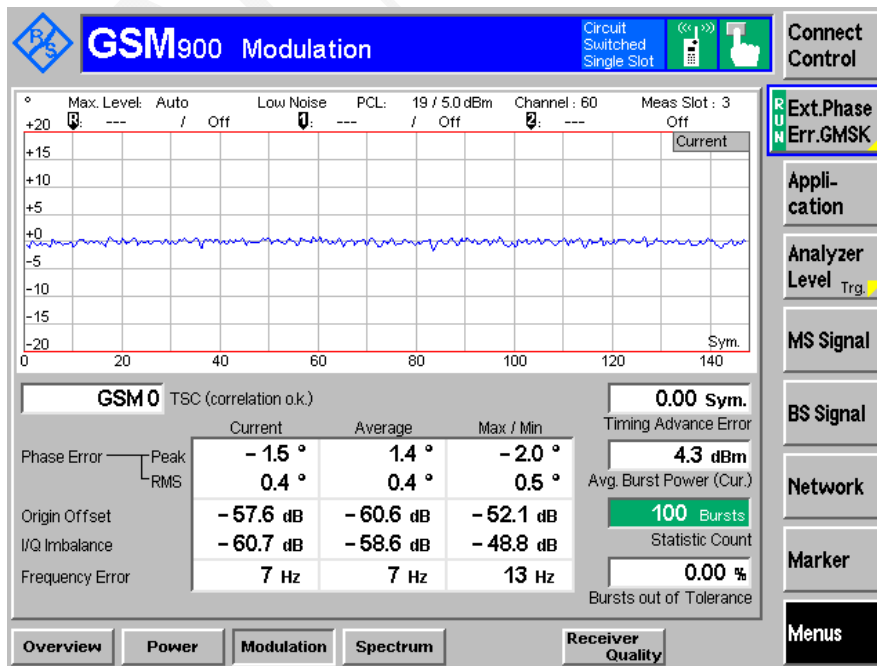 R&S
GSM900 Modulation
Circuit
Switched
Single Slot
Connect
Control
° Max. Level: Auto Low Noise PCL: 19 / 5.0 dBm Channel : 60 Meas Slot : 3
R: --- / Off 1: --- / Off 2: --- Off
Current
+20
+15
+10
+5
+0
-5
-10
-15
-20
0 20 40 60 80 100 120 140
Sym.
RUN
Ext.Phase
Err.GMSK
Appli-
cation
Analyzer
Level Trg.
MS Signal
BS Signal
Network
Marker
Menus
GSM 0 TSC (correlation o.k.)
0.00 Sym.
Timing Advance Error
Current Average Max / Min
Phase Error Peak – 1.5 ° 1.4 ° – 2.0 °
RMS 0.4 ° 0.4 ° 0.5 °
4.3 dBm
Avg. Burst Power (Cur.)
Origin Offset – 57.6 dB – 60.6 dB – 52.1 dB
I/Q Imbalance – 60.7 dB – 58.6 dB – 48.8 dB
Frequency Error 7 Hz 7 Hz 13 Hz
100 Bursts
Statistic Count
0.00 %
Bursts out of Tolerance
Overview
Power
Modulation
Spectrum
Receiver
Quality